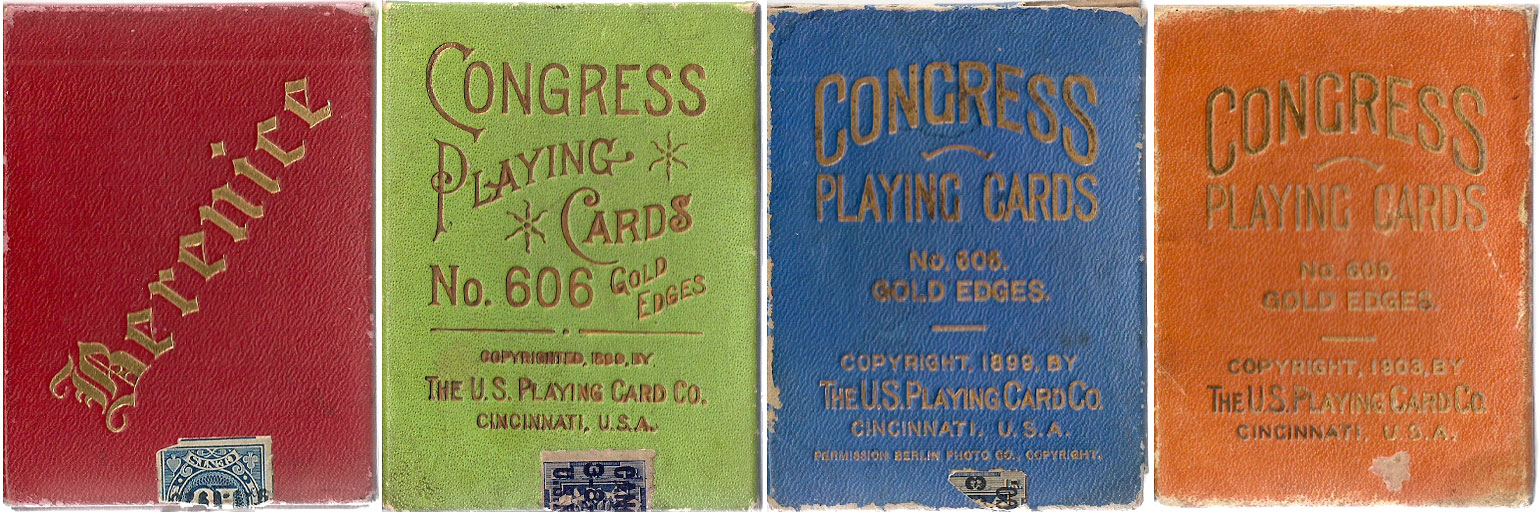 Berenice
CENTS
CONGRESS
PLAYING
CARDS
No. 606 GOLD
EDGES
COPYRIGHTED, 1899, BY
THE U.S. PLAYING CARD CO.
CINCINNATI, U.S.A.
CONGRESS
PLAYING CARDS
No. 606.
GOLD EDGES.
COPYRIGHT, 1899, BY
THE U.S. PLAYING CARD CO.
CINCINNATI, U.S.A.
PERMISSION BERLIN PHOTO CO., COPYRIGHT.
CONGRESS
PLAYING CARDS
No. 606.
GOLD EDGES.
COPYRIGHT, 1903, BY
THE U.S. PLAYING CARD CO.
CINCINNATI, U.S.A.